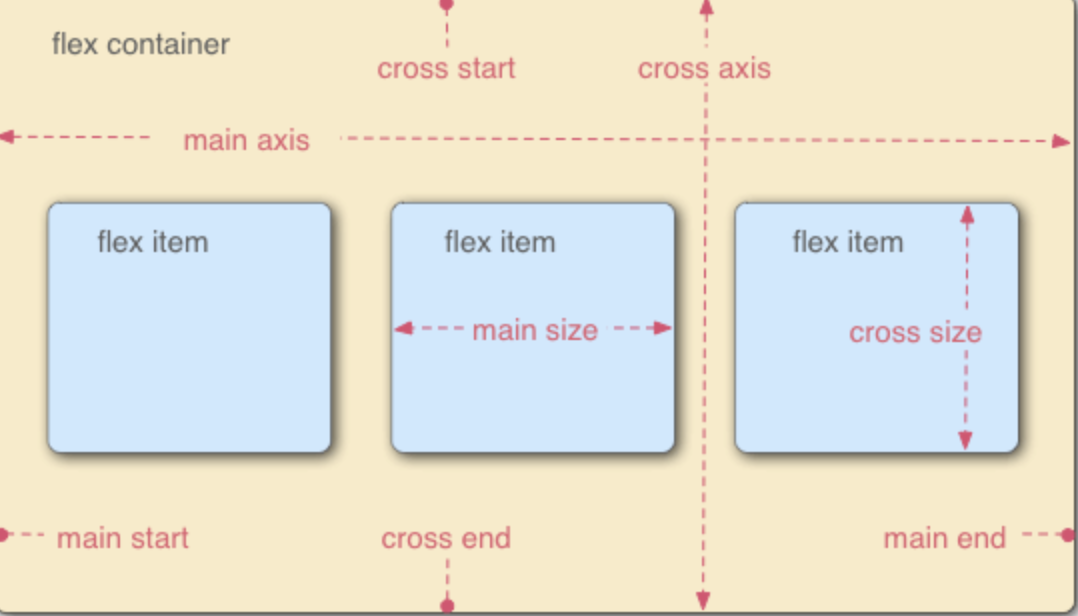 flex container
cross start
cross axis
main axis
flex item
flex item
flex item
main size
cross size
main start
cross end
main end